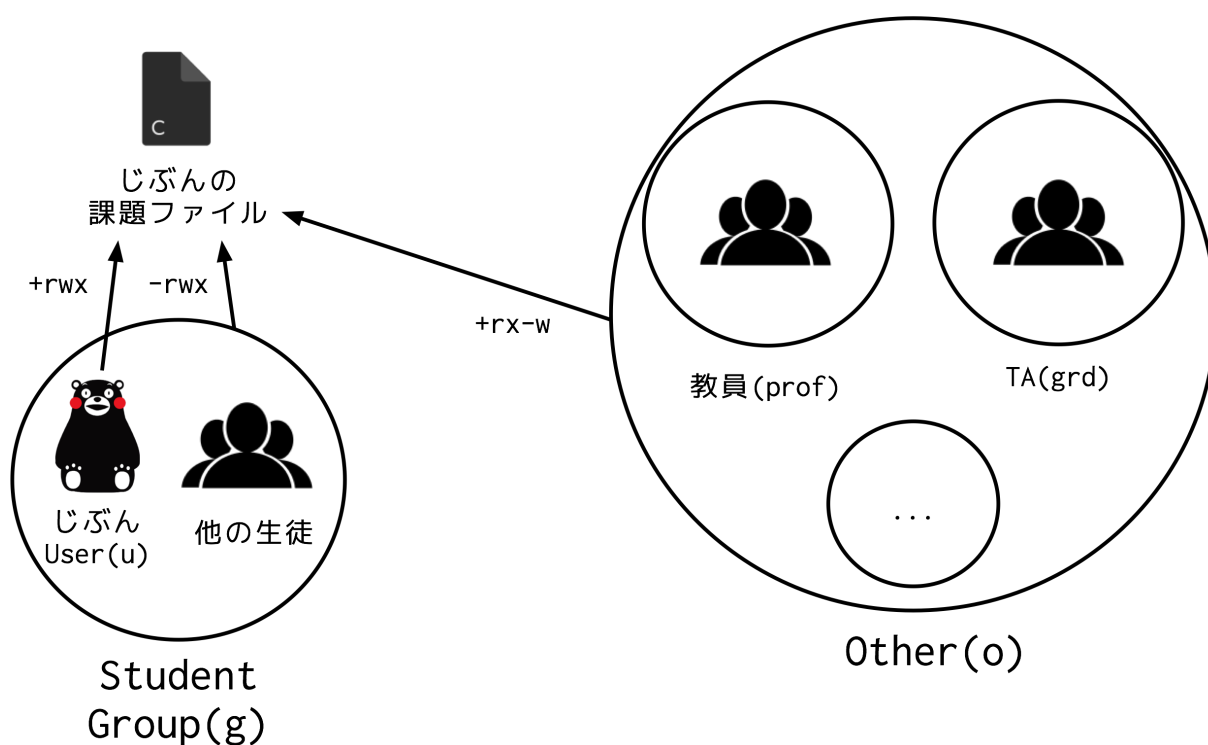 C
じぶんの
課題ファイル
+rwx
-rwx
+rx-w
じぶん
User(u)
他の生徒
Student
Group(g)
教員(prof)
TA(grd)
...
Other(o)